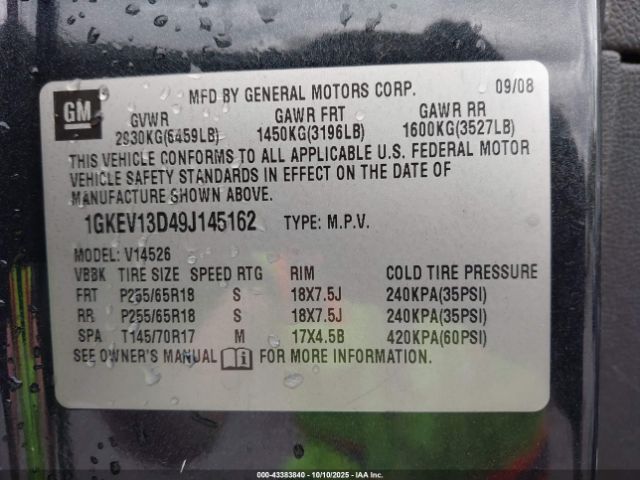 GM
MFD BY GENERAL MOTORS CORP. 09/08
GVWR GAWR FRT GAWR RR
2930KG(6459LB) 1450KG(3196LB) 1600KG(3527LB)
THIS VEHICLE CONFORMS TO ALL APPLICABLE U.S. FEDERAL MOTOR
VEHICLE SAFETY STANDARDS IN EFFECT ON THE DATE OF
MANUFACTURE SHOWN ABOVE.
1GKEV13D49J145162 TYPE: M.P.V.
MODEL: V14526
VBBK TIRE SIZE SPEED RTG RIM COLD TIRE PRESSURE
FRT P255/65R18 S 18X7.5J 240KPA(35PSI)
RR P255/65R18 S 18X7.5J 240KPA(35PSI)
SPA T145/70R17 M 17X4.5B 420KPA(60PSI)
SEE OWNER'S MANUAL FOR MORE INFORMATION.
000-43383840 - 10/10/2025 - IAA Inc.